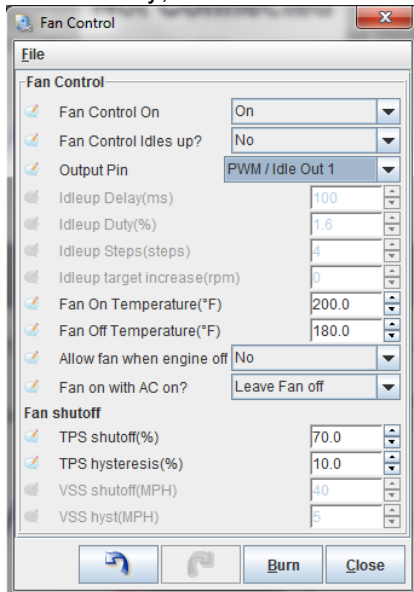 Fan Control
File
Fan Control
Fan Control On On
Fan Control Idles up? No
Output Pin PWM / Idle Out 1
Idleup Delay(ms) 100
Idleup Duty(%) 1.6
Idleup Steps(steps) 4
Idleup target increase(rpm) 0
Fan On Temperature(°F) 200.0
Fan Off Temperature(°F) 180.0
Allow fan when engine off No
Fan on with AC on? Leave Fan off
Fan shutoff
TPS shutoff(%) 70.0
TPS hysteresis(%) 10.0
VSS shutoff(MPH) 40
VSS hyst(MPH) 5
Burn Close